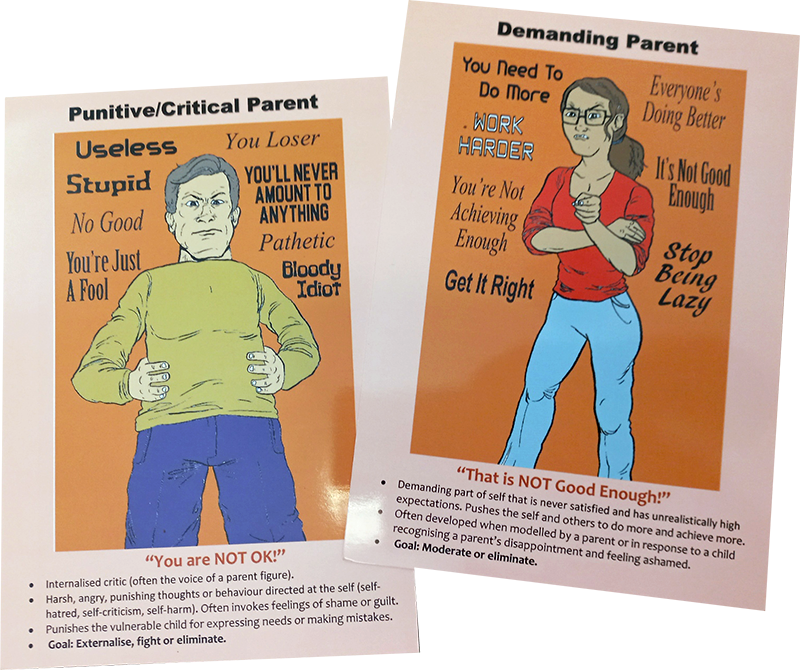 Punitive/Critical Parent
Useless
You Loser
Stupid
YOU'LL NEVER
AMOUNT TO
ANYTHING
No Good
Pathetic
You're Just
A Fool
Bloody
Idiot
"You are NOT OK!"
• Internalised critic (often the voice of a parent figure).
• Harsh, angry, punishing thoughts or behaviour directed at the self (self-
hatred, self-criticism, self-harm). Often invokes feelings of shame or guilt.
• Punishes the vulnerable child for expressing needs or making mistakes.
• Goal: Externalise, fight or eliminate.
Demanding Parent
You Need To
Do More
Everyone's
Doing Better
WORK
HARDER
It's Not Good
Enough
You're Not
Achieving
Enough
Stop
Being
Lazy
Get It Right
"That is NOT Good Enough!"
• Demanding part of self that is never satisfied and has unrealistically high
expectations. Pushes the self and others to do more and achieve more.
• Often developed when modelled by a parent or in response to a child
recognising a parent's disappointment and feeling ashamed.
• Goal: Moderate or eliminate.